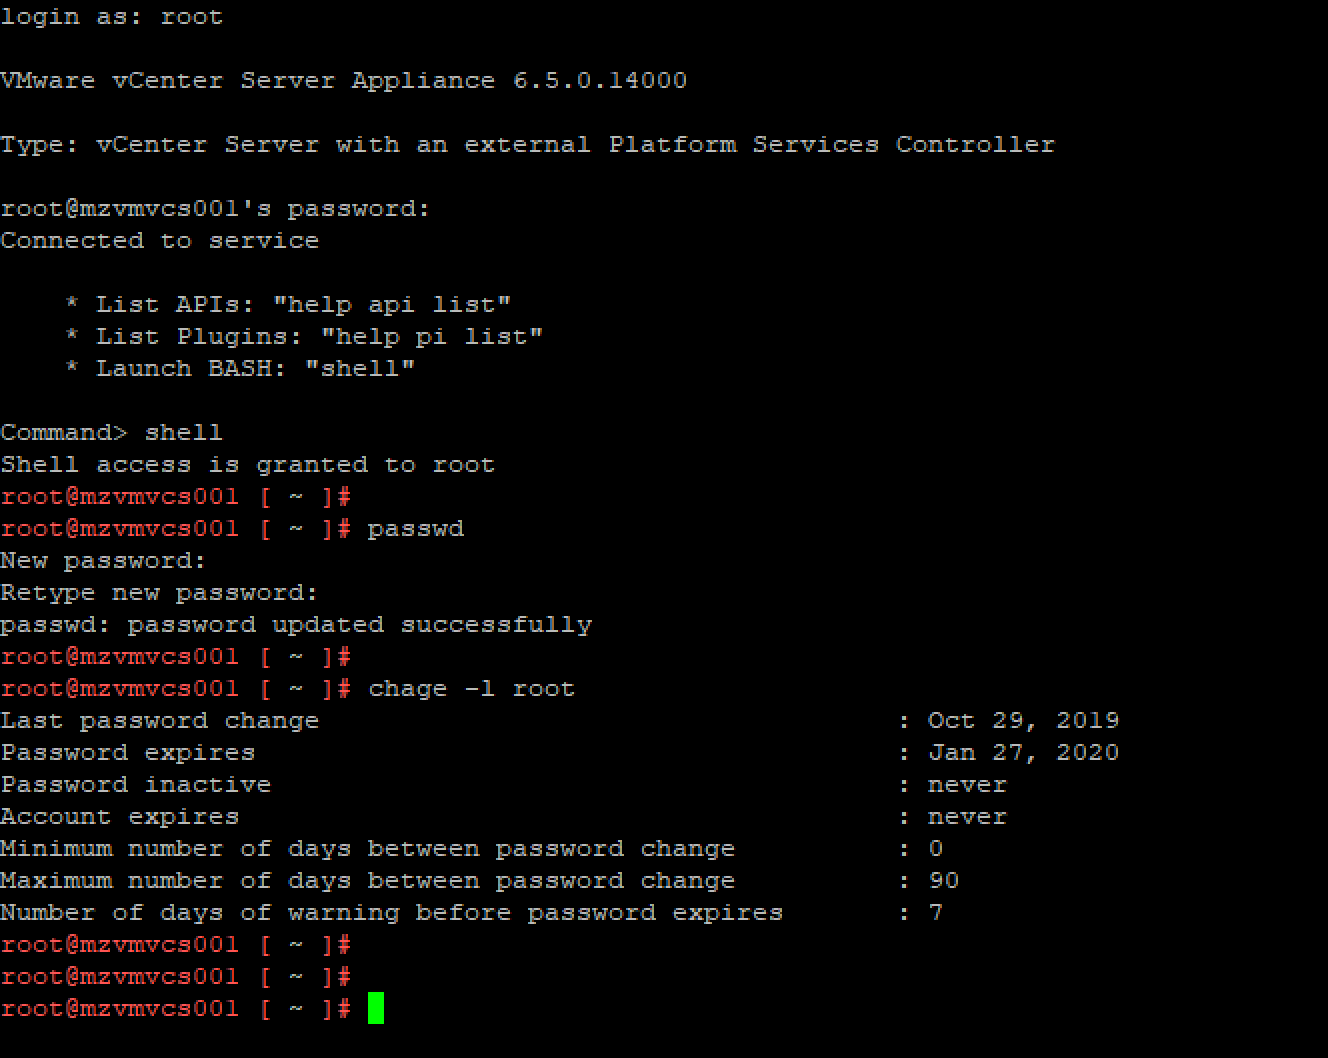 login as: root
VMware vCenter Server Appliance 6.5.0.14000
Type: vCenter Server with an external Platform Services Controller
root@mzvmvcs001's password:
Connected to service
* List APIs: "help api list"
* List Plugins: "help pi list"
* Launch BASH: "shell"
Command> shell
Shell access is granted to root
root@mzvmvcs001 [ ~ ]#
root@mzvmvcs001 [ ~ ]# passwd
New password:
Retype new password:
passwd: password updated successfully
root@mzvmvcs001 [ ~ ]#
root@mzvmvcs001 [ ~ ]# chage -l root
Last password change : Oct 29, 2019
Password expires : Jan 27, 2020
Password inactive : never
Account expires : never
Minimum number of days between password change : 0
Maximum number of days between password change : 90
Number of days of warning before password expires : 7
root@mzvmvcs001 [ ~ ]#
root@mzvmvcs001 [ ~ ]#
root@mzvmvcs001 [ ~ ]#